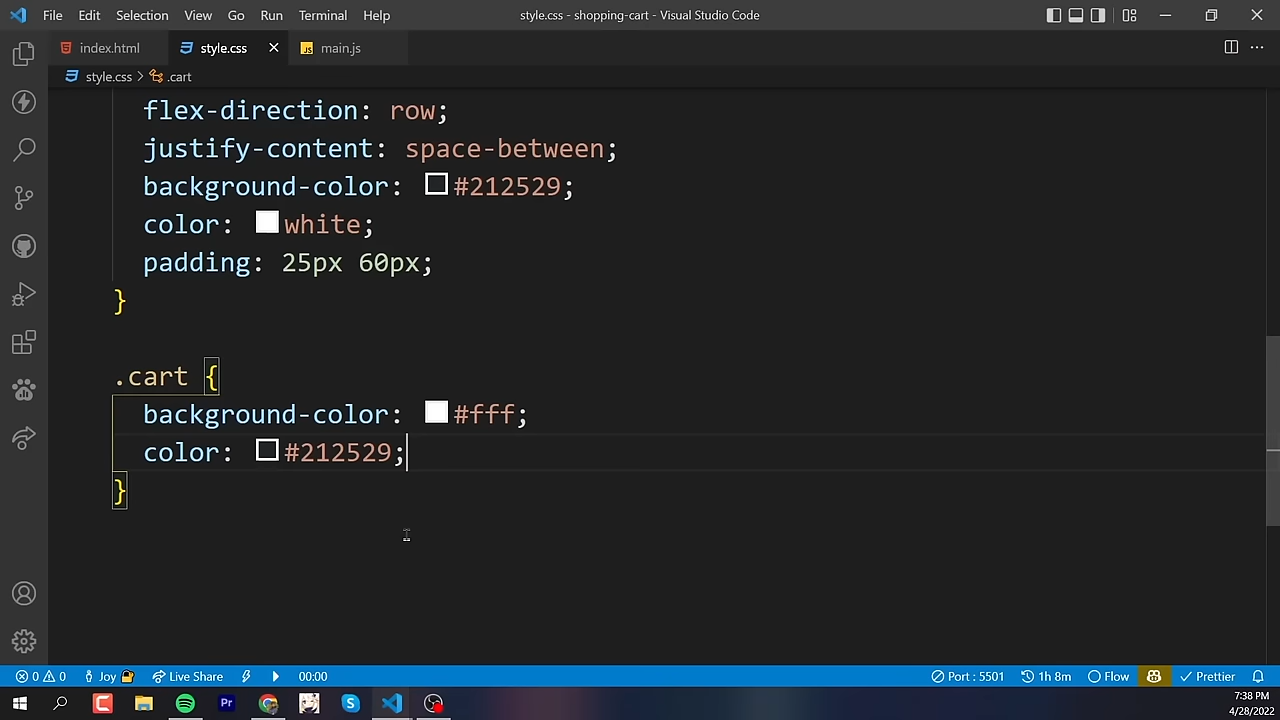 File Edit Selection View Go Run Terminal Help style.css - shopping-cart - Visual Studio Code
index.html style.css JS main.js
style.css > .cart
flex-direction: row;
justify-content: space-between;
background-color: #212529;
color: white;
padding: 25px 60px;
}
.cart {
background-color: #fff;
color: #212529;
}
0 0 Joy Live Share 00:00 Port : 5501 1h 8m Flow Prettier
Pr
7:38 PM
4/28/2022